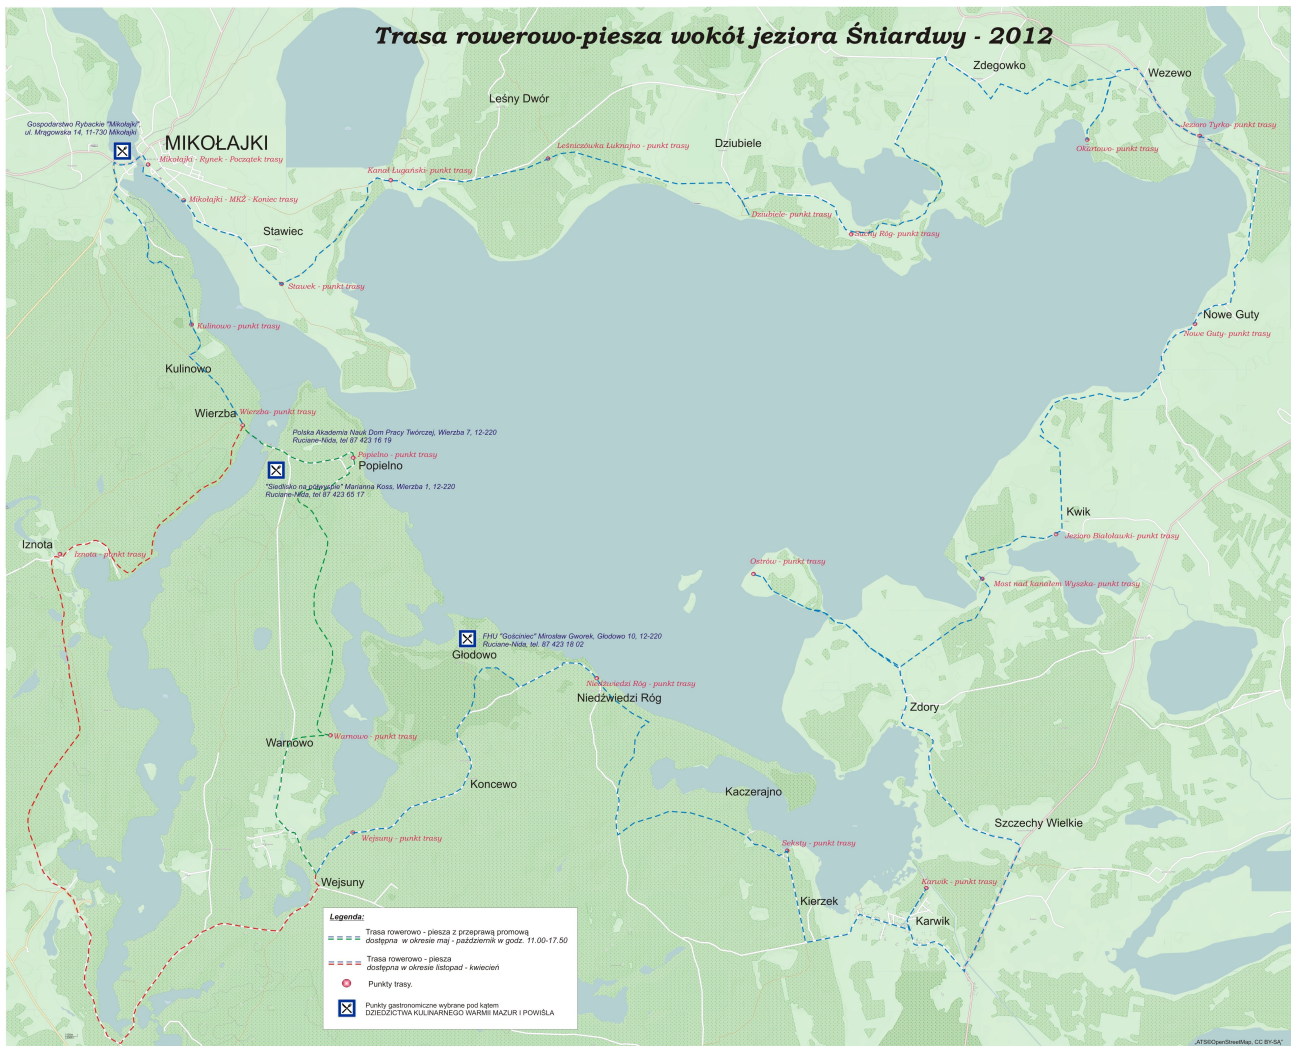 Trasa rowerowo-piesza wokół jeziora Śniardwy - 2012
Zdegowko
Wezewo
Leśny Dwór
Gospodarstwo Rybackie "Mikołajki",
ul. Mrągowska 14, 11-730 Mikołajki
MIKOŁAJKI
Jezioro Tyrko- punkt trasy
Dziubiele
Leśniczówka Łuknajno - punkt trasy
Okartowo- punkt trasy
Mikołajki - Rynek - Początek trasy
Kanał Ługański- punkt trasy
Mikołajki - MKŻ - Koniec trasy
Dziubiele- punkt trasy
Stawiec
Suchy Róg- punkt trasy
Stawek - punkt trasy
Nowe Guty
Kulinowo - punkt trasy
Nowe Guty- punkt trasy
Kulinowo
Wierzba
Wierzba- punkt trasy
Polska Akademia Nauk Dom Pracy Twórczej, Wierzba 7, 12-220
Ruciane-Nida, tel 87 423 16 19
Popielno - punkt trasy
Popielno
"Siedlisko na półwyspie" Marianna Koss, Wierzba 1, 12-220
Ruciane-Nida, tel 87 423 65 17
Kwik
Jezioro Białoławki- punkt trasy
Iznota
Iznota - punkt trasy
Ostrów - punkt trasy
Most nad kanałem Wyszka- punkt trasy
FHU "Gościniec" Mirosław Gworek, Głodowo 10, 12-220
Ruciane-Nida, tel. 87 423 18 02
Głodowo
Niedźwiedzi Róg - punkt trasy
Niedźwiedzi Róg
Zdory
Warnowo - punkt trasy
Warnowo
Koncewo
Kaczerajno
Szczechy Wielkie
Wejsuny - punkt trasy
Seksty - punkt trasy
Wejsuny
Karwik - punkt trasy
Kierzek
Karwik
Legenda:
Trasa rowerowo - piesza z przeprawą promową
dostępna w okresie maj - październik w godz. 11.00-17.50
Trasa rowerowo - piesza
dostępna w okresie listopad - kwiecień
Punkty trasy.
Punkty gastronomiczne wybrane pod kątem
DZIEDZICTWA KULINARNEGO WARMII MAZUR I POWIŚLA
„ATS©OpenStreetMap, CC BY-SA"